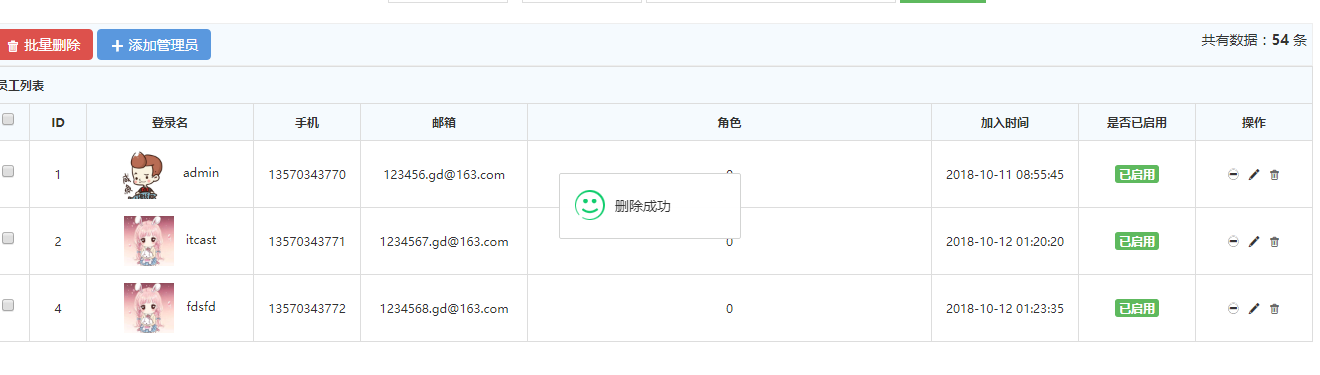 批量删除 添加管理员 共有数据：54 条
员工列表
ID 登录名 手机 邮箱 角色 加入时间 是否已启用 操作
1 admin 13570343770 123456.gd@163.com 2018-10-11 08:55:45 已启用
删除成功
2 itcast 13570343771 1234567.gd@163.com 0 2018-10-12 01:20:20 已启用
4 fdsfd 13570343772 1234568.gd@163.com 0 2018-10-12 01:23:35 已启用